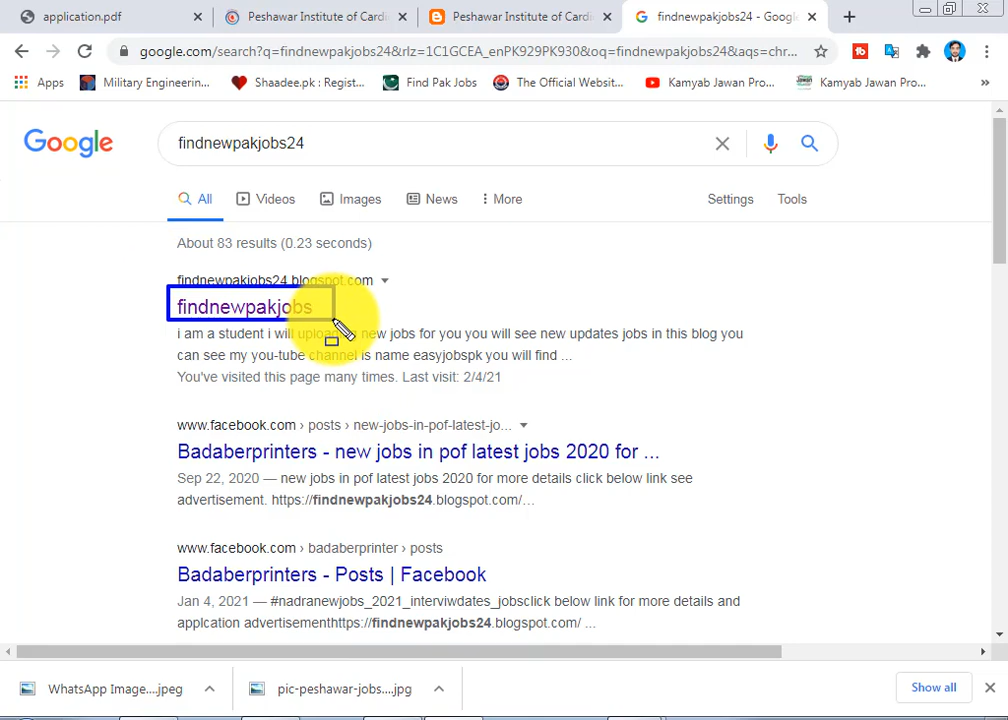 application.pdf
Peshawar Institute of Cardi
Peshawar Institute of Cardi
findnewpakjobs24 - Goog
google.com/search?q=findnewpakjobs24&rlz=1C1GCEA_enPK929PK930&oq=findnewpakjobs24&aqs=chr...
Apps
Military Engineerin...
Shaadee.pk : Regist...
Find Pak Jobs
The Official Websit...
Kamyab Jawan Pro...
Kamyab Jawan Pro...
»
Google
findnewpakjobs24
All
Videos
Images
News
More
Settings
Tools
About 83 results (0.23 seconds)
findnewpakjobs24.blogspot.com
findnewpakjobs
i am a student i will upload new jobs for you you will see new updates jobs in this blog you
can see my you-tube channel is name easyjobspk you will find ...
You've visited this page many times. Last visit: 2/4/21
www.facebook.com › posts › new-jobs-in-pof-latest-jo...
Badaberprinters - new jobs in pof latest jobs 2020 for ...
Sep 22, 2020 — new jobs in pof latest jobs 2020 for more details click below link see
advertisement. https://findnewpakjobs24.blogspot.com/...
www.facebook.com › badaberprinter › posts
Badaberprinters - Posts | Facebook
Jan 4, 2021 — #nadranewjobs_2021_interviwdates_jobsclick below link for more details and
application advertisementhttps://findnewpakjobs24.blogspot.com/ ...
WhatsApp Image....jpeg
pic-peshawar-jobs....jpg
Show all